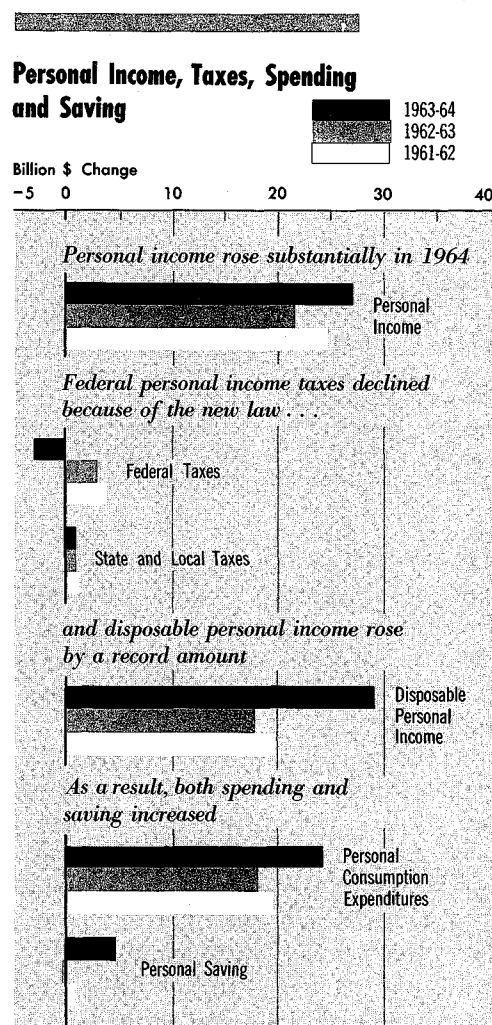 Personal Income, Taxes, Spending
and Saving
1963-64
1962-63
1961-62
Billion $ Change
-5 0 10 20 30 40
Personal income rose substantially in 1964
Personal
Income
Federal personal income taxes declined
because of the new law . . .
Federal Taxes
State and Local Taxes
and disposable personal income rose
by a record amount
Disposable
Personal
Income
As a result, both spending and
saving increased
Personal
Consumption
Expenditures
Personal Saving